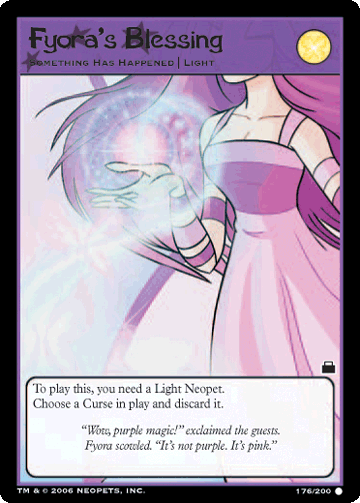 Fyora's Blessing
Something Has Happened | Light
To play this, you need a Light Neopet.
Choose a Curse in play and discard it.
"Wow, purple magic!" exclaimed the guests.
Fyora scowled. "It's not purple. It's pink."
TM & © 2006 NEOPETS, INC.
176/200